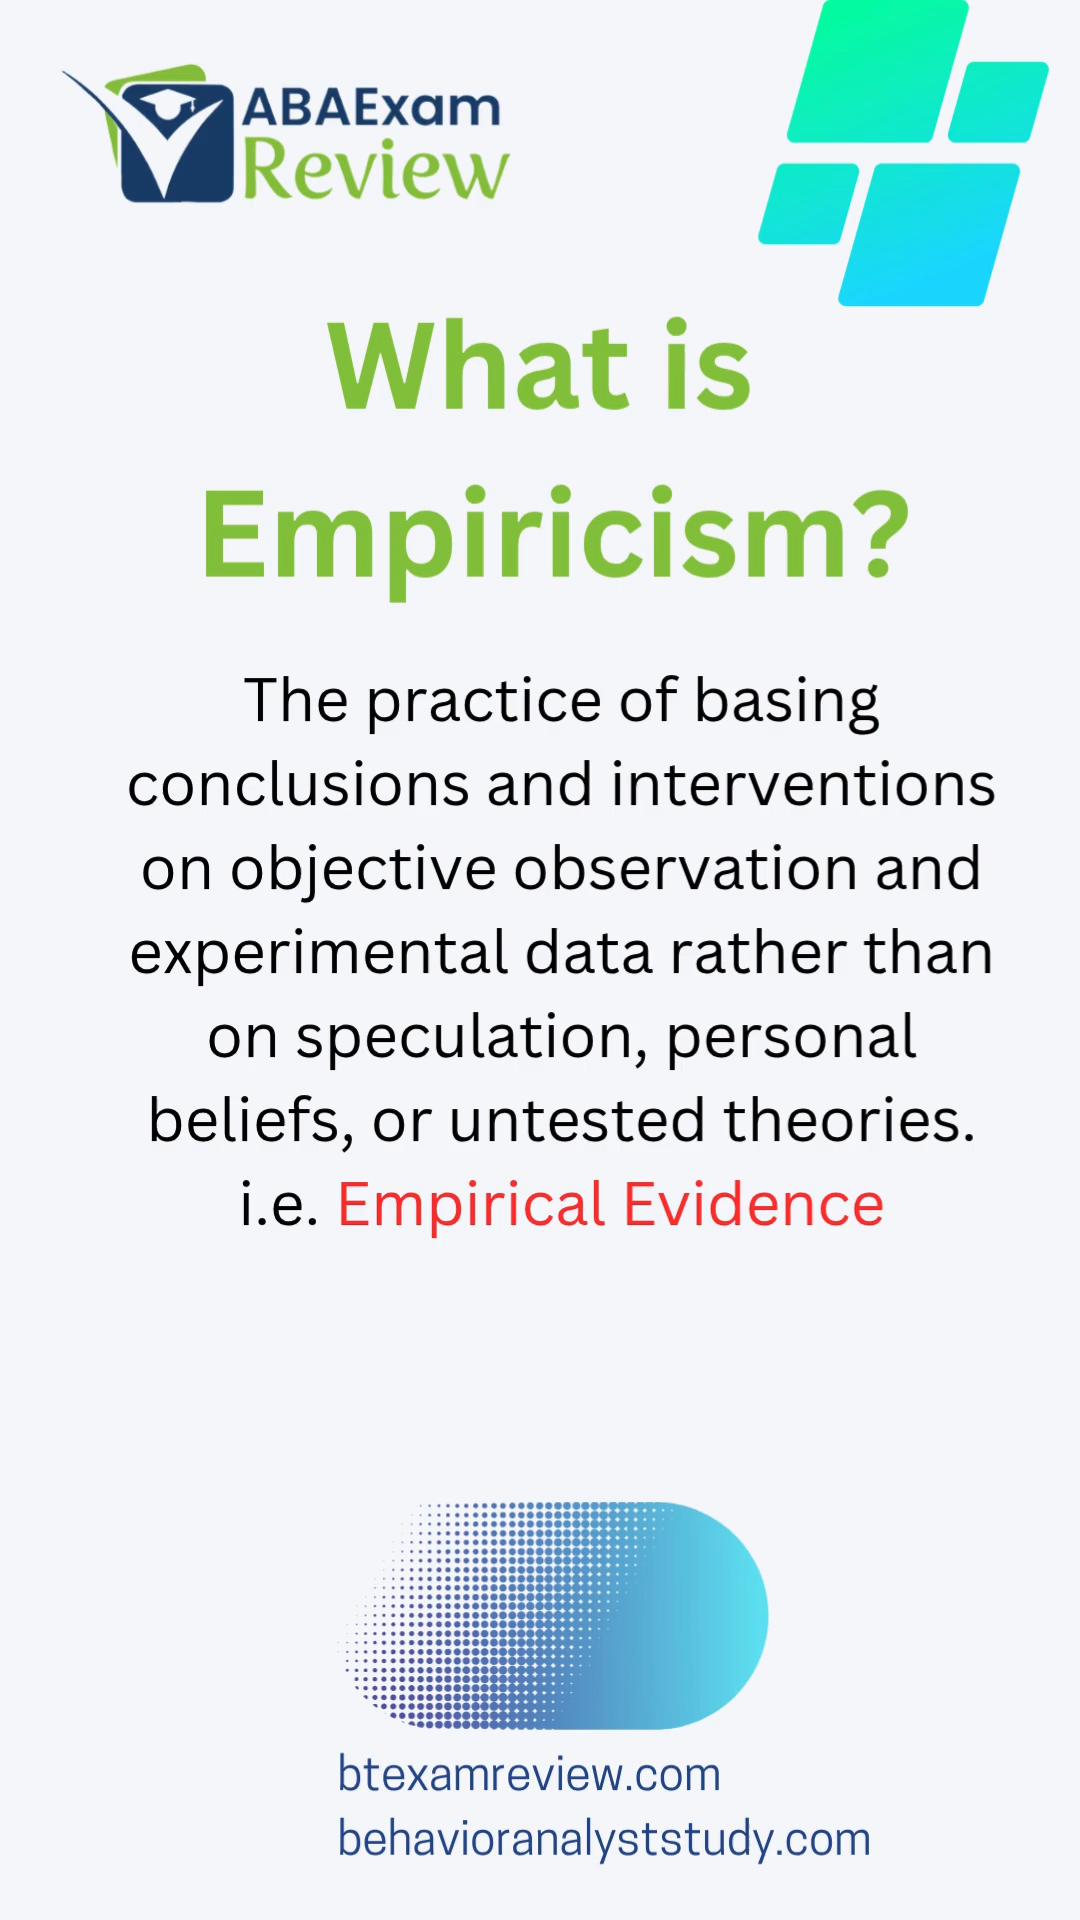 ABAExam
Review
What is
Empiricism?
The practice of basing
conclusions and interventions
on objective observation and
experimental data rather than
on speculation, personal
beliefs, or untested theories.
i.e. Empirical Evidence
btexamreview.com
behavioranalyststudy.com